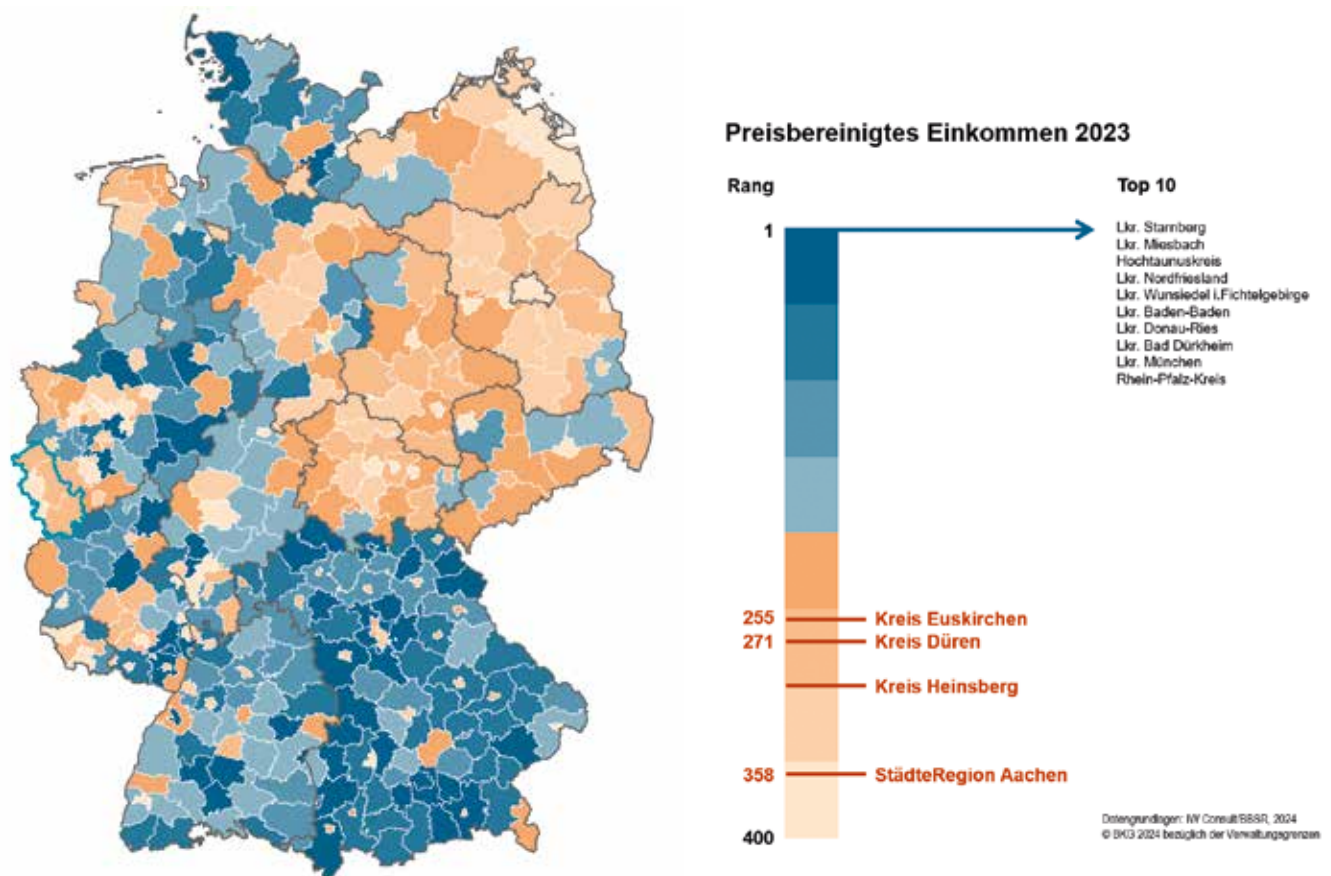 Preisbereinigtes Einkommen 2023
Rang
Top 10
1
Lkr. Starnberg
Lkr. Miesbach
Hochtaunuskreis
Lkr. Nordfriesland
Lkr. Wunsiedel i.Fichtelgebirge
Lkr. Baden-Baden
Lkr. Donau-Ries
Lkr. Bad Dürkheim
Lkr. München
Rhein-Pfalz-Kreis
255 Kreis Euskirchen
271 Kreis Düren
Kreis Heinsberg
358 StädteRegion Aachen
400
Datengrundlagen: IW Consult/BBSR, 2024
© BKG 2024 bezüglich der Verwaltungsgrenzen